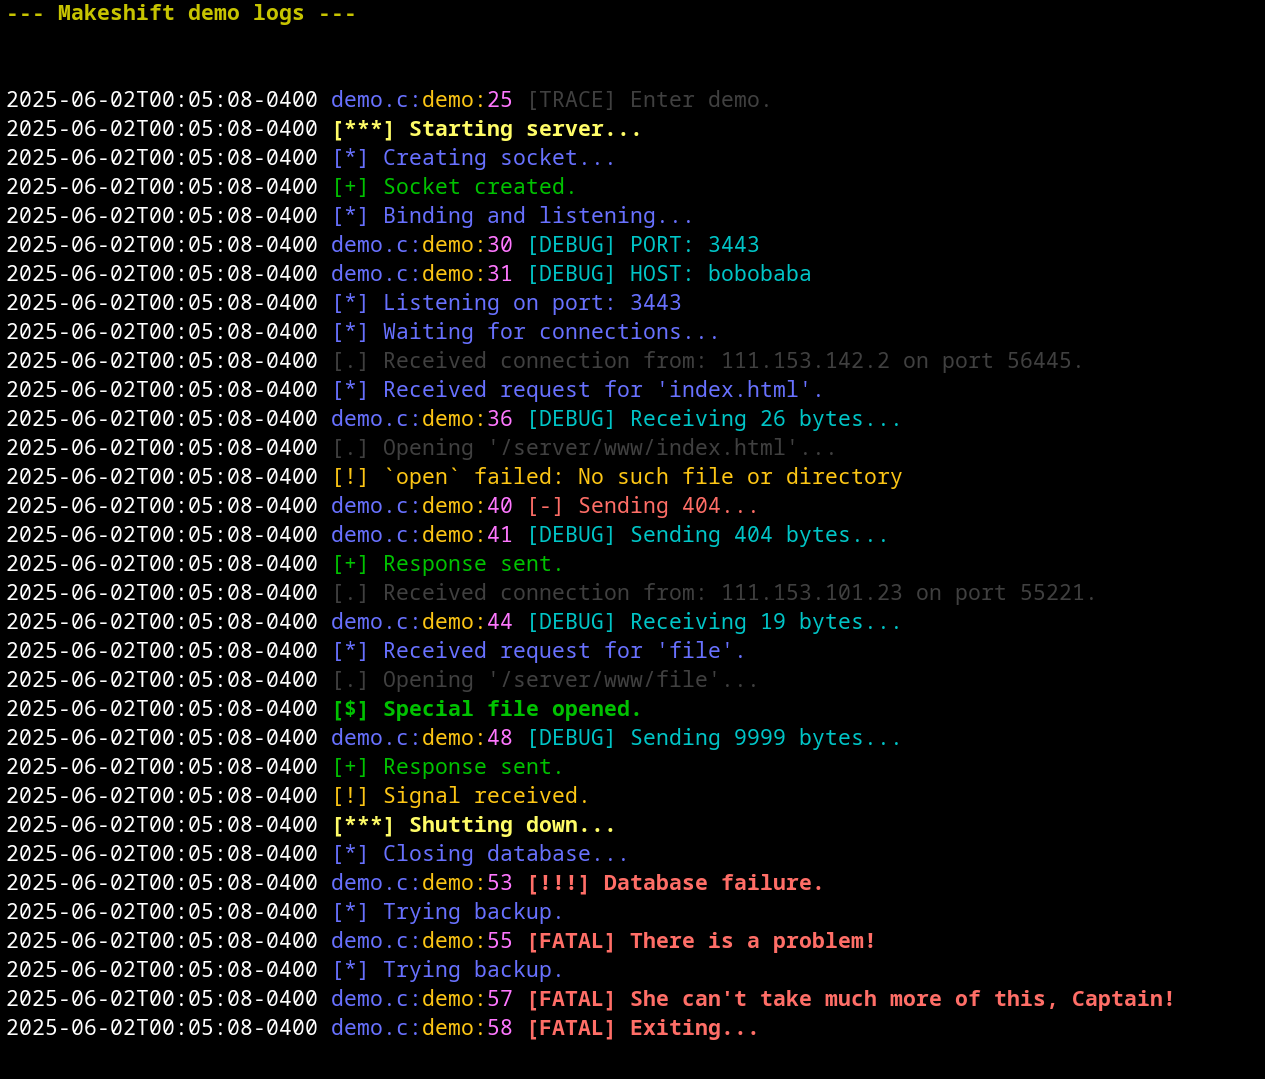 --- Makeshift demo logs ---
2025-06-02T00:05:08-0400 demo.c:demo:25 [TRACE] Enter demo.
2025-06-02T00:05:08-0400 [***] Starting server...
2025-06-02T00:05:08-0400 [*] Creating socket...
2025-06-02T00:05:08-0400 [+] Socket created.
2025-06-02T00:05:08-0400 [*] Binding and listening...
2025-06-02T00:05:08-0400 demo.c:demo:30 [DEBUG] PORT: 3443
2025-06-02T00:05:08-0400 demo.c:demo:31 [DEBUG] HOST: bobobaba
2025-06-02T00:05:08-0400 [*] Listening on port: 3443
2025-06-02T00:05:08-0400 [*] Waiting for connections...
2025-06-02T00:05:08-0400 [.] Received connection from: 111.153.142.2 on port 56445.
2025-06-02T00:05:08-0400 [*] Received request for 'index.html'.
2025-06-02T00:05:08-0400 demo.c:demo:36 [DEBUG] Receiving 26 bytes...
2025-06-02T00:05:08-0400 [.] Opening '/server/www/index.html'...
2025-06-02T00:05:08-0400 [!] `open` failed: No such file or directory
2025-06-02T00:05:08-0400 demo.c:demo:40 [-] Sending 404...
2025-06-02T00:05:08-0400 demo.c:demo:41 [DEBUG] Sending 404 bytes...
2025-06-02T00:05:08-0400 [+] Response sent.
2025-06-02T00:05:08-0400 [.] Received connection from: 111.153.101.23 on port 55221.
2025-06-02T00:05:08-0400 demo.c:demo:44 [DEBUG] Receiving 19 bytes...
2025-06-02T00:05:08-0400 [*] Received request for 'file'.
2025-06-02T00:05:08-0400 [.] Opening '/server/www/file'...
2025-06-02T00:05:08-0400 [$] Special file opened.
2025-06-02T00:05:08-0400 demo.c:demo:48 [DEBUG] Sending 9999 bytes...
2025-06-02T00:05:08-0400 [+] Response sent.
2025-06-02T00:05:08-0400 [!] Signal received.
2025-06-02T00:05:08-0400 [***] Shutting down...
2025-06-02T00:05:08-0400 [*] Closing database...
2025-06-02T00:05:08-0400 demo.c:demo:53 [!!!] Database failure.
2025-06-02T00:05:08-0400 [*] Trying backup.
2025-06-02T00:05:08-0400 demo.c:demo:55 [FATAL] There is a problem!
2025-06-02T00:05:08-0400 [*] Trying backup.
2025-06-02T00:05:08-0400 demo.c:demo:57 [FATAL] She can't take much more of this, Captain!
2025-06-02T00:05:08-0400 demo.c:demo:58 [FATAL] Exiting...